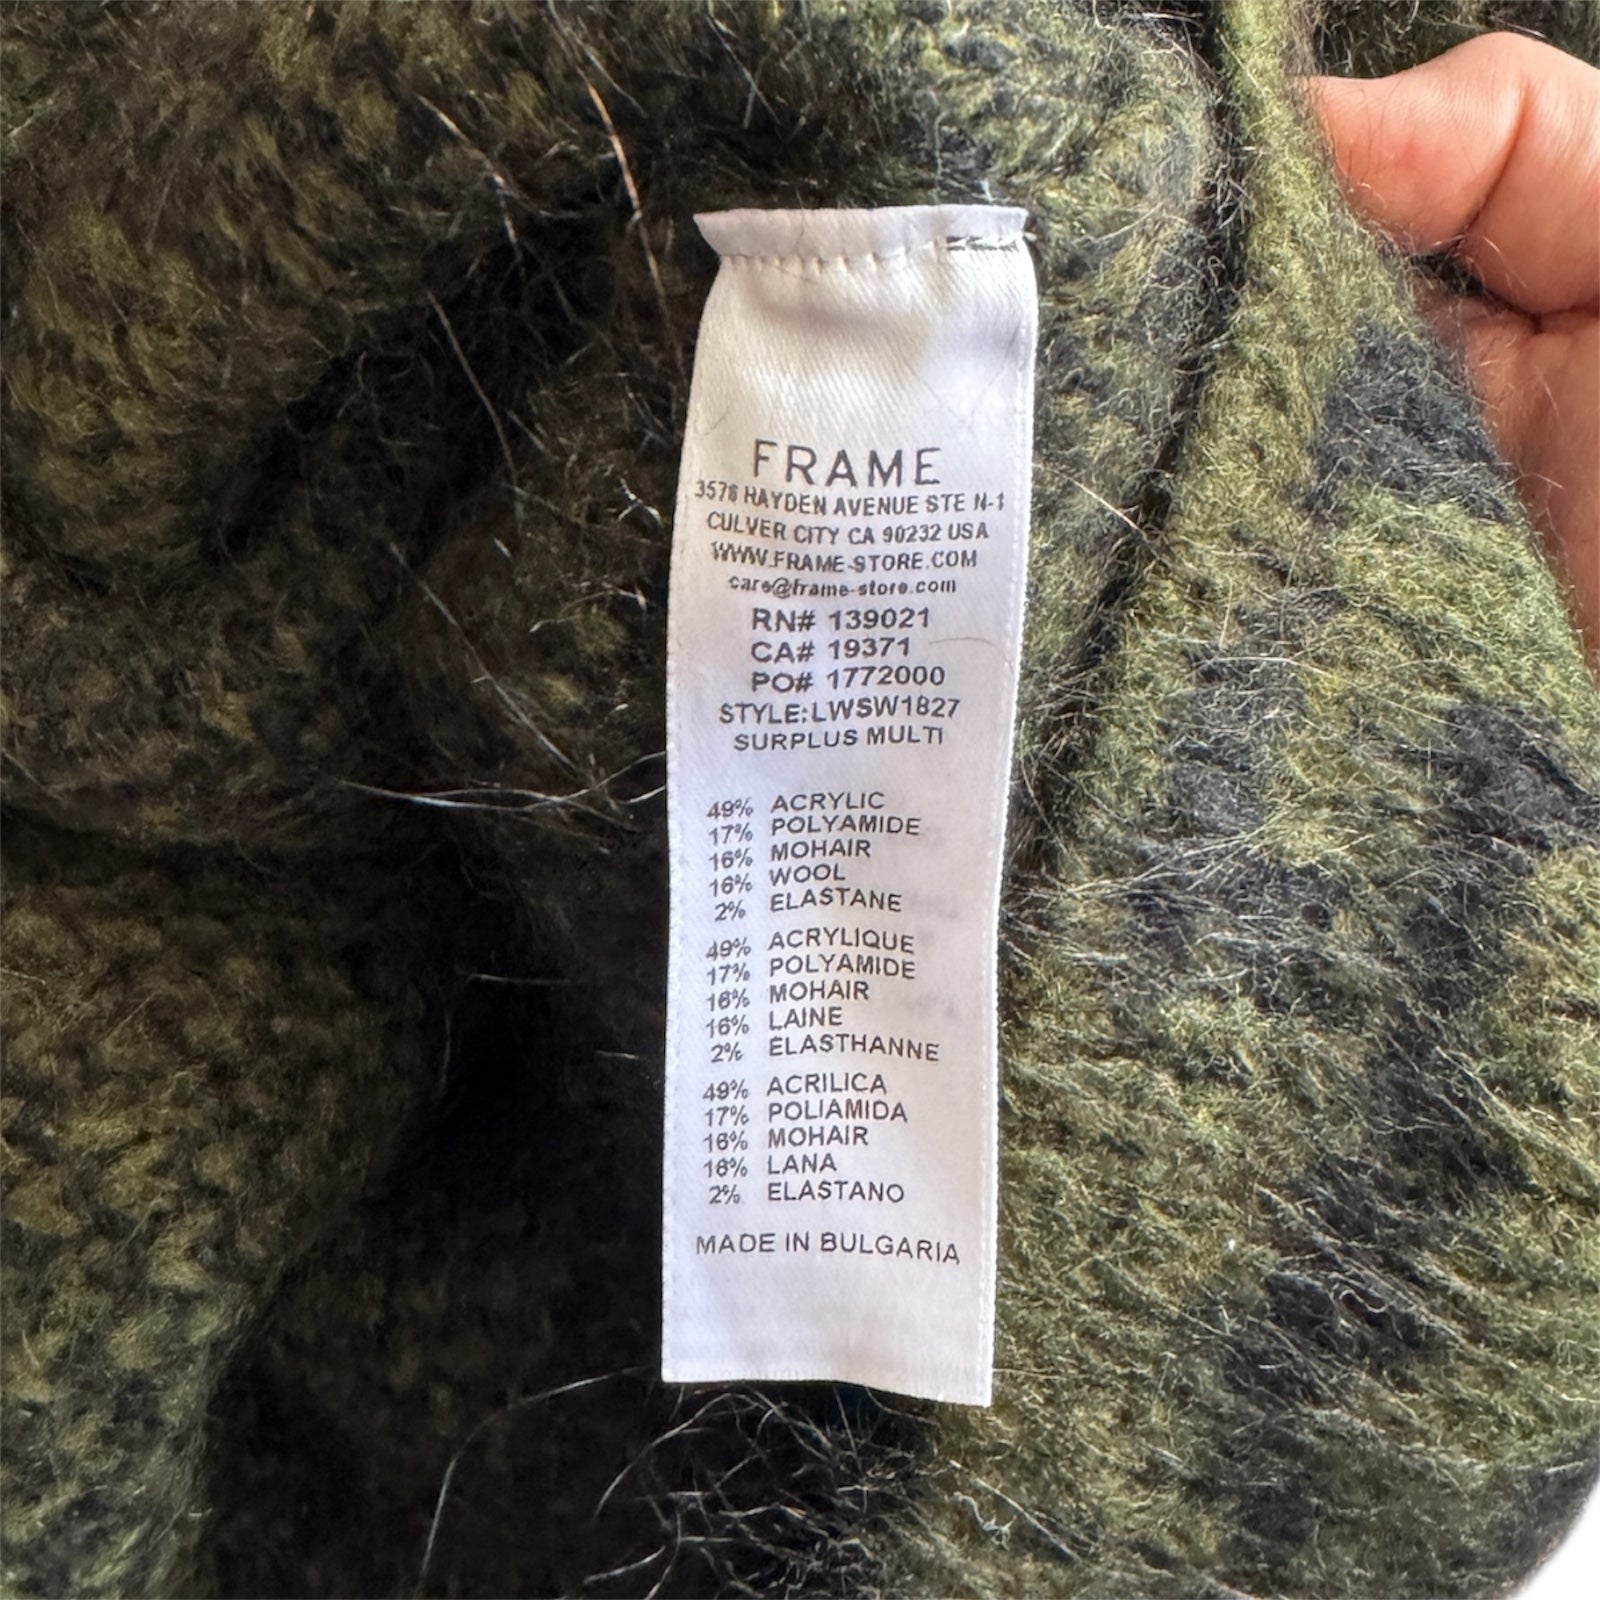 FRAME
3578 HAYDEN AVENUE STE N-1
CULVER CITY CA 90232 USA
WWW.FRAME-STORE.COM
care@frame-store.com
RN# 139021
CA# 19371
PO# 1772000
STYLE:LWSW1827
SURPLUS MULTI
49% ACRYLIC
17% POLYAMIDE
16% MOHAIR
16% WOOL
2% ELASTANE
49% ACRYLIQUE
17% POLYAMIDE
16% MOHAIR
16% LAINE
2% ELASTHANNE
49% ACRILICA
17% POLIAMIDA
16% MOHAIR
16% LANA
2% ELASTANO
MADE IN BULGARIA